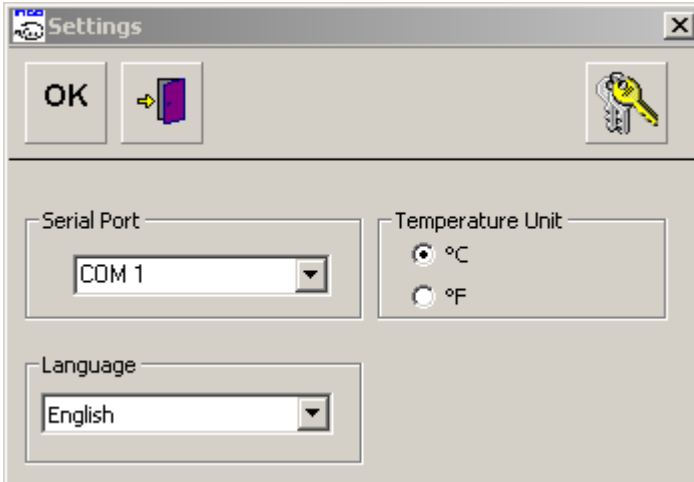 Settings
OK
Serial Port
COM 1
Temperature Unit
°C
°F
Language
English